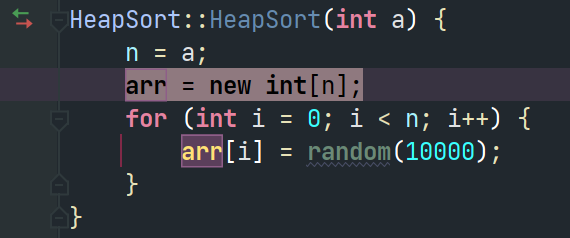 HeapSort::HeapSort(int a) {
    n = a;
    arr = new int[n];
    for (int i = 0; i < n; i++) {
        arr[i] = random(10000);
    }
}